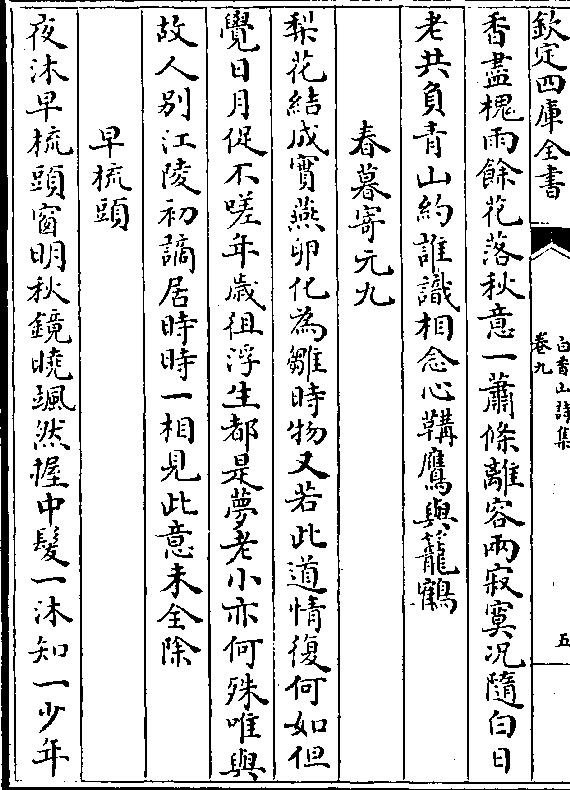 欽定四庫全書
白香山詩集
卷九
五
香盡槐雨餘花落秋意一蕭條離容兩寂寞况隨白日
老共負青山約誰識相念心鞲鷹與籠鶴
春暮寄元九
梨花結成實燕卵化為雛時物又若此道情復何如但
覺日月促不嗟年歲徂浮生都是夢老小亦何殊唯與
故人别江陵初謫居時時一相見此意未全除
早梳頭
夜沐早梳頭窗明秋鏡曉颯然握中髮一沐知一少年